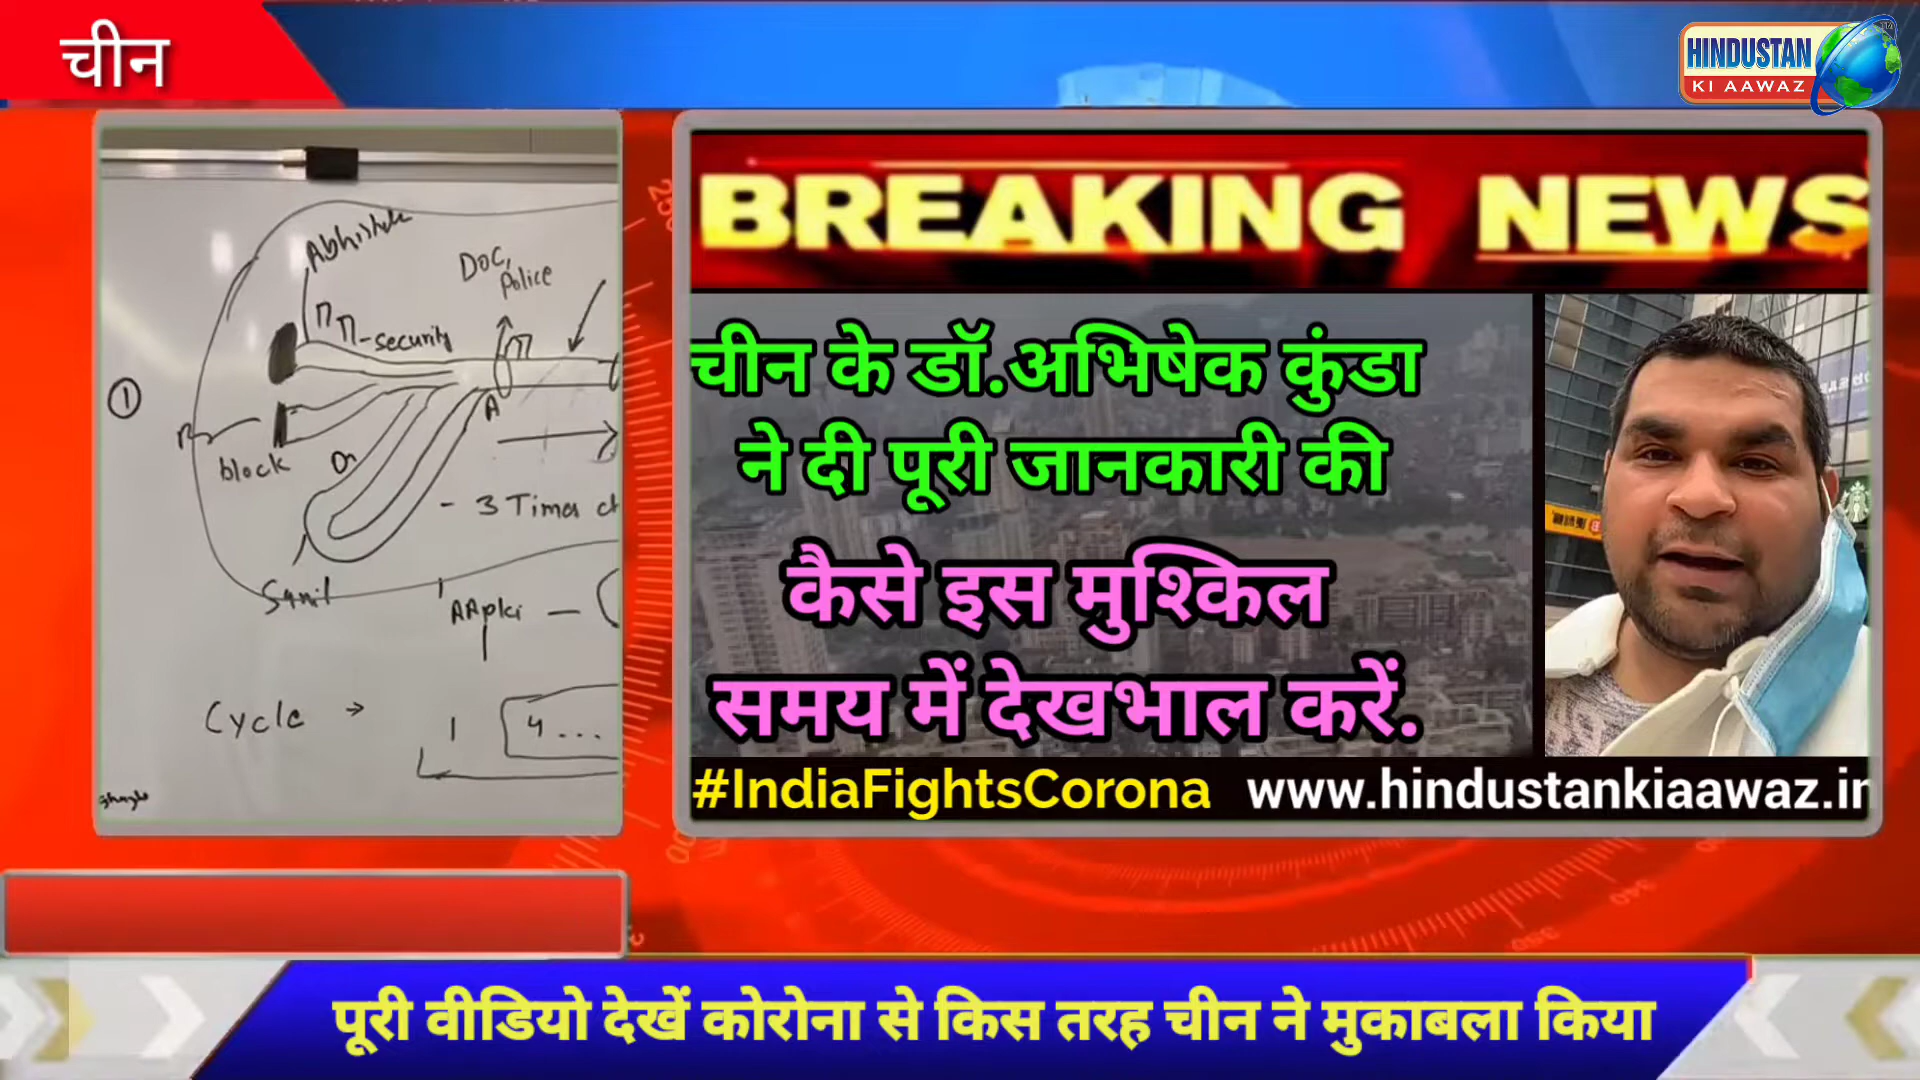 चीन
HINDUSTAN
KI AAWAZ
Abhishek
Doc,
Police
security
1
A
block
3 Times
Sunil
AApki
Cycle →
1 4...
BREAKING NEWS
चीन के डॉ.अभिषेक कुंडा
ने दी पूरी जानकारी की
कैसे इस मुश्किल
समय में देखभाल करें.
#IndiaFightsCorona www.hindustankiaawaz.in
पूरी वीडियो देखें कोरोना से किस तरह चीन ने मुकाबला किया